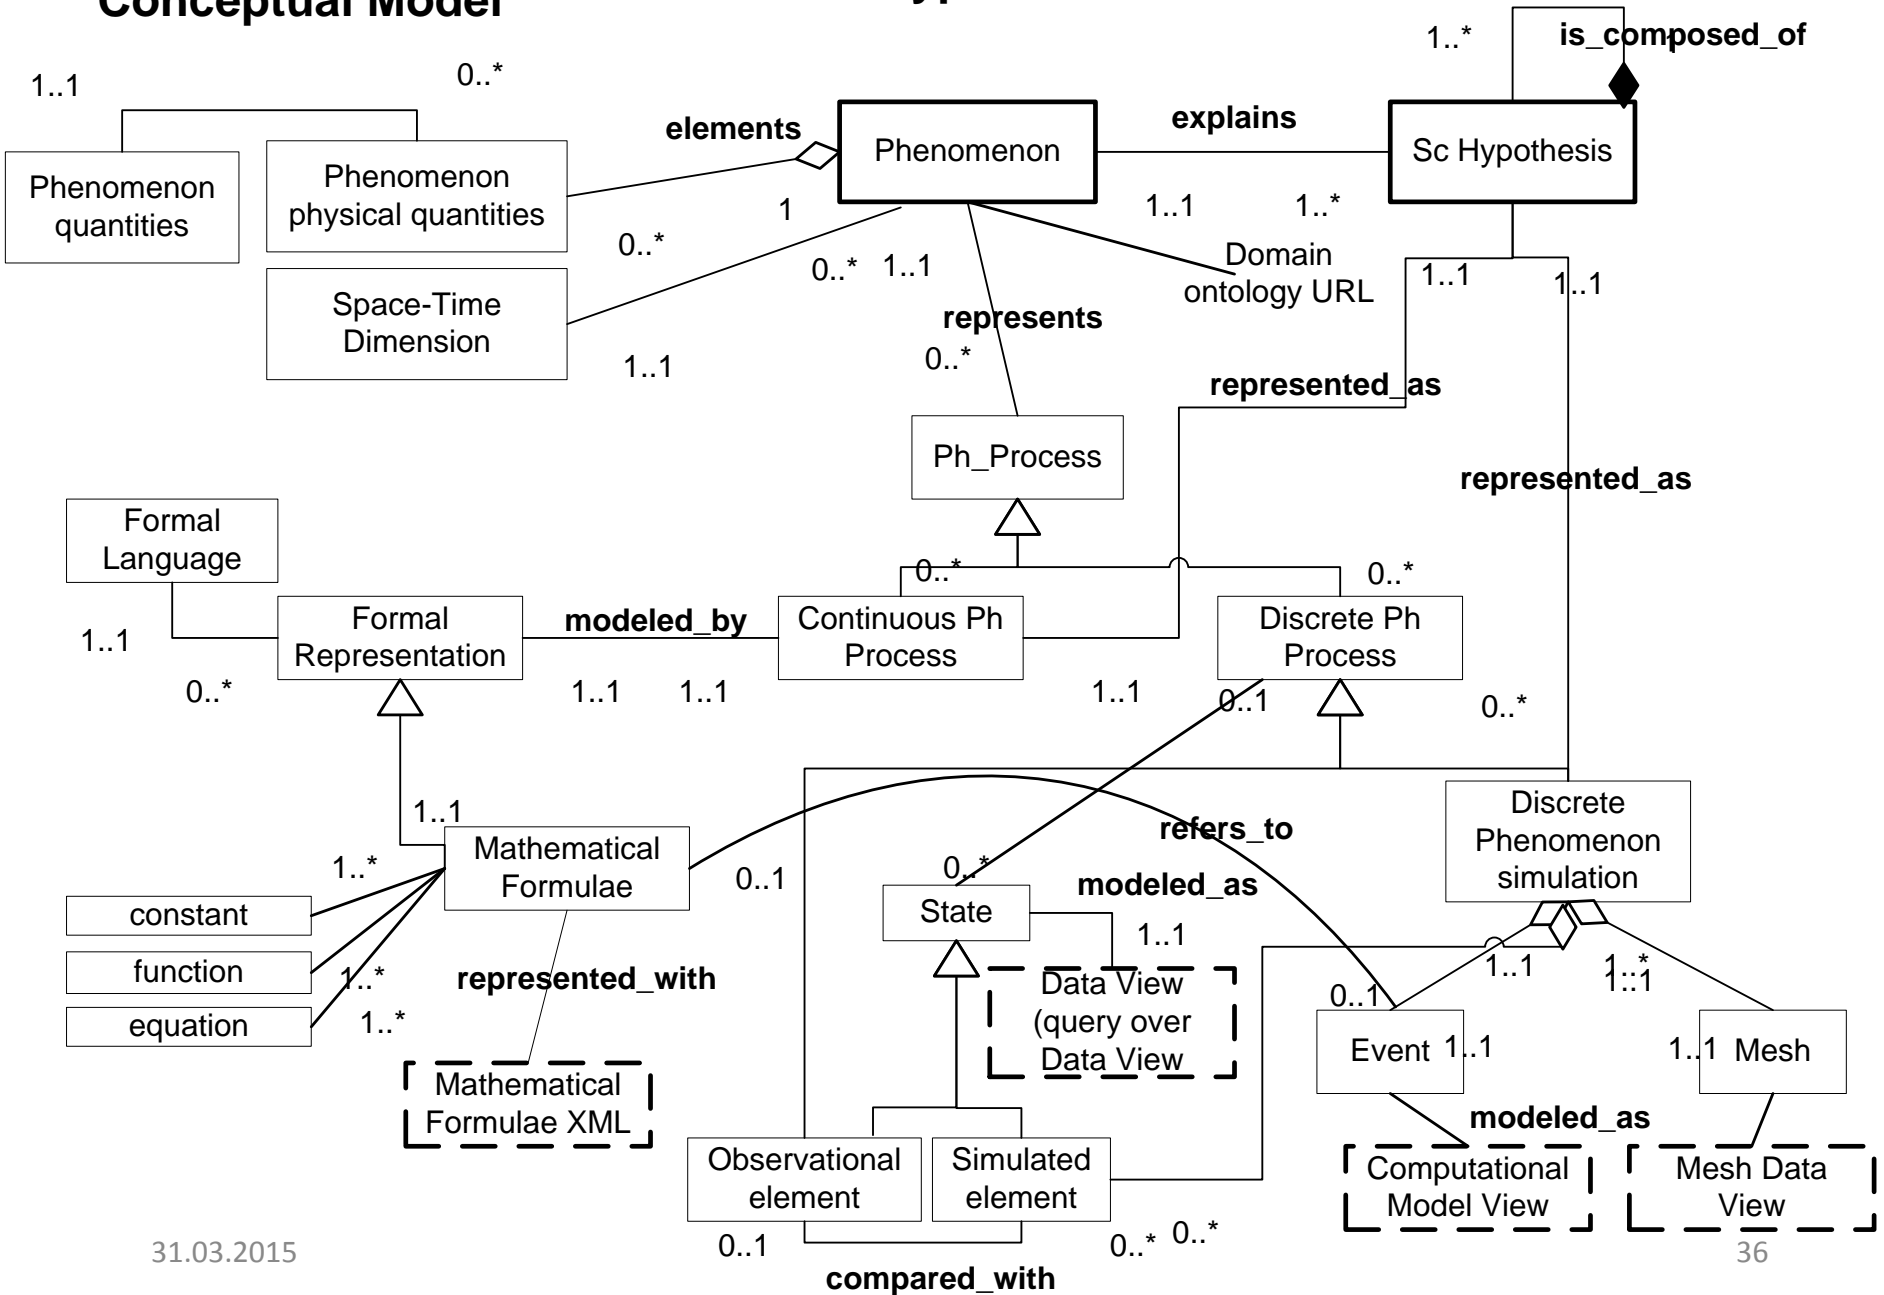 Conceptual Model
1..*
is_composed_of
1
1..1
0..*
elements
Phenomenon
explains
Sc Hypothesis
Phenomenon
quantities
Phenomenon
physical quantities
1
1..1
1..*
0..*
0..*
1..1
Domain
ontology URL
1..1
1..1
Space-Time
Dimension
represents
1..1
0..*
represented_as
Ph_Process
represented_as
Formal
Language
0..*
0..*
1..1
Formal
Representation
modeled_by
Continuous Ph
Process
Discrete Ph
Process
0..*
1..1
1..1
1..1
0..1
0..*
1..1
Mathematical
Formulae
refers_to
Discrete
Phenomenon
simulation
1..*
0..1
0..*
modeled_as
constant
State
1..1
function
1..*
represented_with
Data View
(query over
Data View
1..1
1..*
1..1
equation
1..*
0..1
Event
1..1
1..1
Mesh
Mathematical
Formulae XML
modeled_as
Observational
element
Simulated
element
Computational
Model View
Mesh Data
View
0..1
0..*
0..*
31.03.2015
36
compared_with